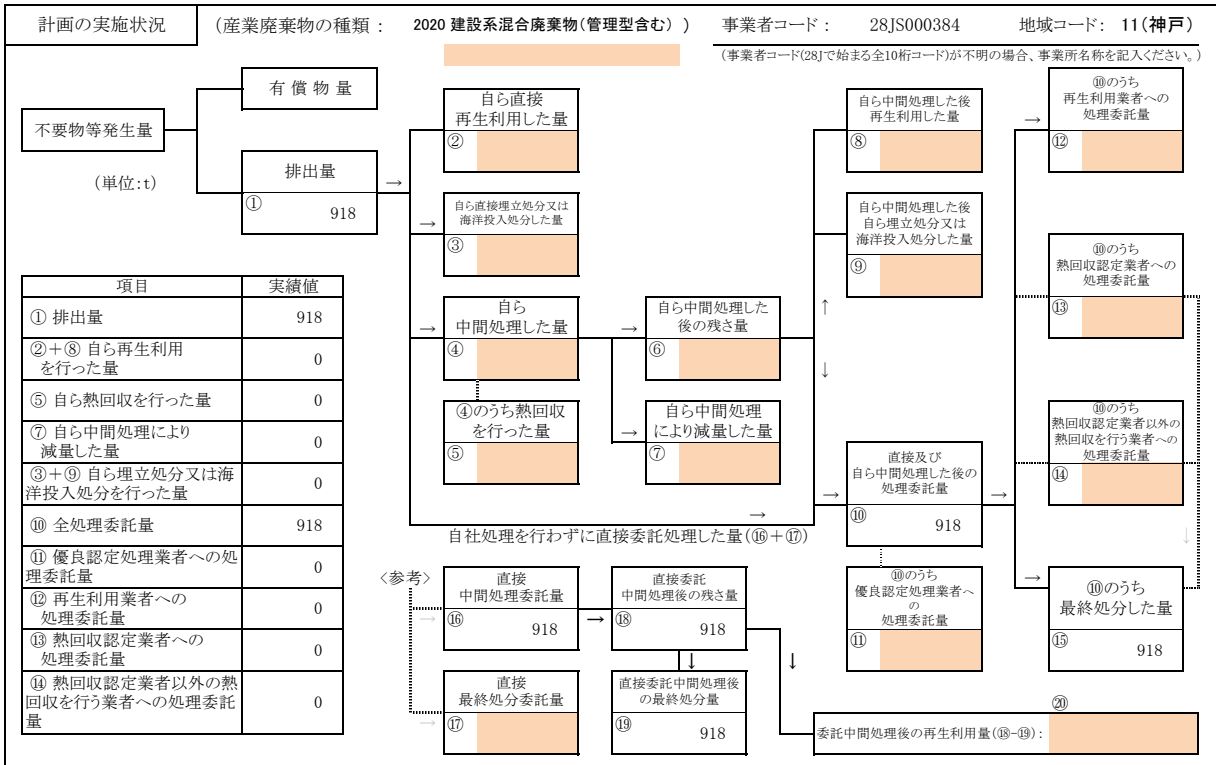 計画の実施状況
(産業廃棄物の種類： 2020 建設系混合廃棄物(管理型含む) )
事業者コード： 28JS000384
地域コード： 11(神戸)
(事業者コード(28Jで始まる全10桁コード)が不明の場合、事業所名称を記入ください。)
不要物等発生量
(単位:t)
有償物量
排出量
① 918
→
自ら直接
再生利用した量
②
→
自ら直接埋立処分又は
海洋投入処分した量
③
→
自ら
中間処理した量
④
④のうち熱回収
を行った量
⑤
→
自ら中間処理した
後の残さ量
⑥
→
自ら中間処理
により減量した量
⑦
自ら中間処理した後
再生利用した量
⑧
自ら中間処理した後
自ら埋立処分又は
海洋投入処分した量
⑨
↑
↓
→
自社処理を行わずに直接委託処理した量(⑯＋⑰)
→
直接及び
自ら中間処理した後の
処理委託量
⑩ 918
→
⑩のうち
優良認定処理業者へ
の
処理委託量
⑪
→
⑩のうち
再生利用業者への
処理委託量
⑫
⑩のうち
熱回収認定業者への
処理委託量
⑬
⑩のうち
熱回収認定業者以外の
熱回収を行う業者への
処理委託量
⑭
↓
→
⑩のうち
最終処分した量
⑮ 918
項目 実績値
① 排出量 918
②＋⑧ 自ら再生利用
を行った量 0
⑤ 自ら熱回収を行った量 0
⑦ 自ら中間処理により
減量した量 0
③＋⑨ 自ら埋立処分又は海
洋投入処分を行った量 0
⑩ 全処理委託量 918
⑪ 優良認定処理業者への処
理委託量 0
⑫ 再生利用業者への
処理委託量 0
⑬ 熱回収認定業者への
処理委託量 0
⑭ 熱回収認定業者以外の熱
回収を行う業者への処理委託
量 0
〈参考〉
→
直接
中間処理委託量
⑯ 918
→
直接委託
中間処理後の残さ量
⑱ 918
↓
↓
→
直接
最終処分委託量
⑰
直接委託中間処理後
の最終処分量
⑲ 918
⑳
委託中間処理後の再生利用量(⑱-⑲)：